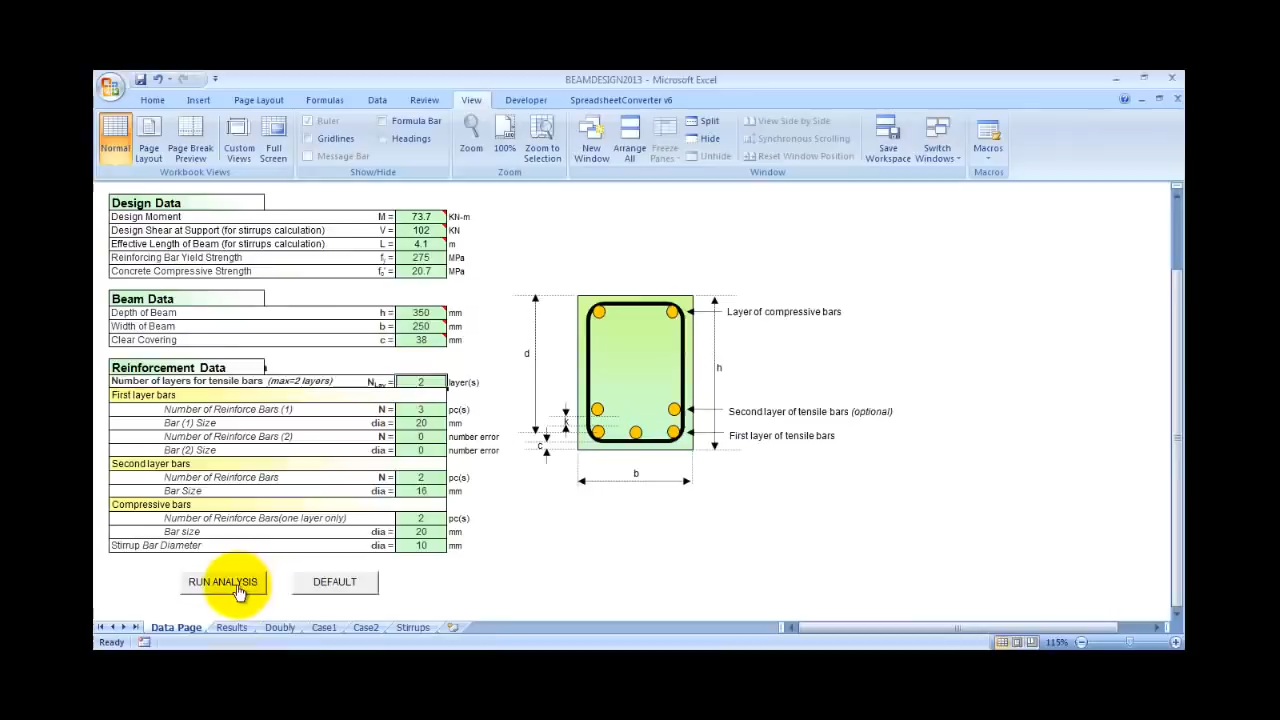 BEAMDESIGN2013 - Microsoft Excel
Home Insert Page Layout Formulas Data Review View Developer SpreadsheetConverter v6
Normal
Page Layout
Page Break Preview
Custom Views
Full Screen
Workbook Views
Ruler
Formula Bar
Gridlines
Headings
Message Bar
Show/Hide
Zoom
100%
Zoom to Selection
Zoom
New Window
Arrange All
Freeze Panes
Split
Hide
Unhide
View Side by Side
Synchronous Scrolling
Reset Window Position
Window
Save Workspace
Switch Windows
Macros
Macros
Design Data
Design Moment M = 73.7 KN-m
Design Shear at Support (for stirrups calculation) V = 102 KN
Effective Length of Beam (for stirrups calculation) L = 4.1 m
Reinforcing Bar Yield Strength fy = 275 MPa
Concrete Compressive Strength fc' = 20.7 MPa
Beam Data
Depth of Beam h = 350 mm
Width of Beam b = 250 mm
Clear Covering c = 38 mm
Reinforcement Data
Number of layers for tensile bars (max=2 layers) NLay = 2 layer(s)
First layer bars
Number of Reinforce Bars (1) N = 3 pc(s)
Bar (1) Size dia = 20 mm
Number of Reinforce Bars (2) N = 0 number error
Bar (2) Size dia = 0 number error
Second layer bars
Number of Reinforce Bars N = 2 pc(s)
Bar Size dia = 16 mm
Compressive bars
Number of Reinforce Bars(one layer only) N = 2 pc(s)
Bar size dia = 20 mm
Stirrup Bar Diameter dia = 10 mm
RUN ANALYSIS DEFAULT
Layer of compressive bars
d
h
Second layer of tensile bars (optional)
First layer of tensile bars
c
b
Data Page Results Doubly Case1 Case2 Stirrups
Ready
115%